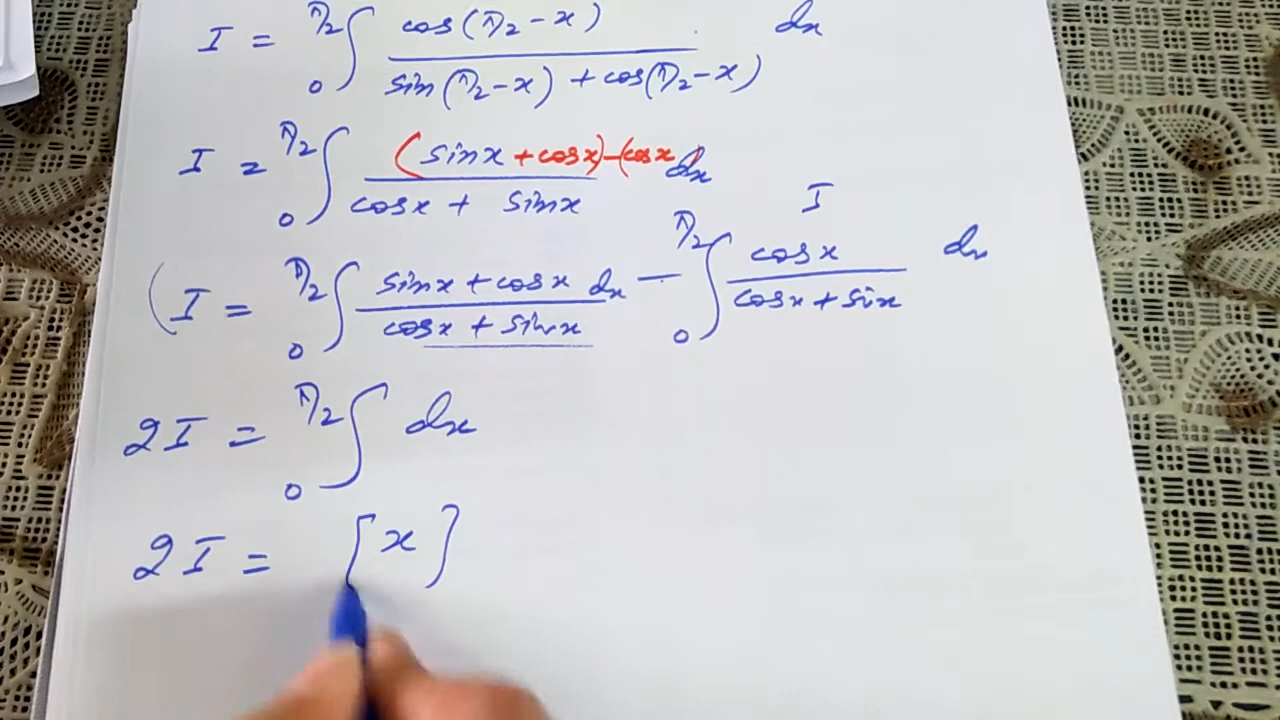 I = π/2 ∫ 0 cos(π/2 - x) / sin(π/2 - x) + cos(π/2 - x) dx
I = π/2 ∫ 0 (sinx + cosx) - (cosx / cosx + sinx dx
I
(I = π/2 ∫ 0 sinx + cosx / cosx + sinx dx - π/2 ∫ 0 cosx / cosx + sinx dx
2I = π/2 ∫ 0 dx
2I = [x]